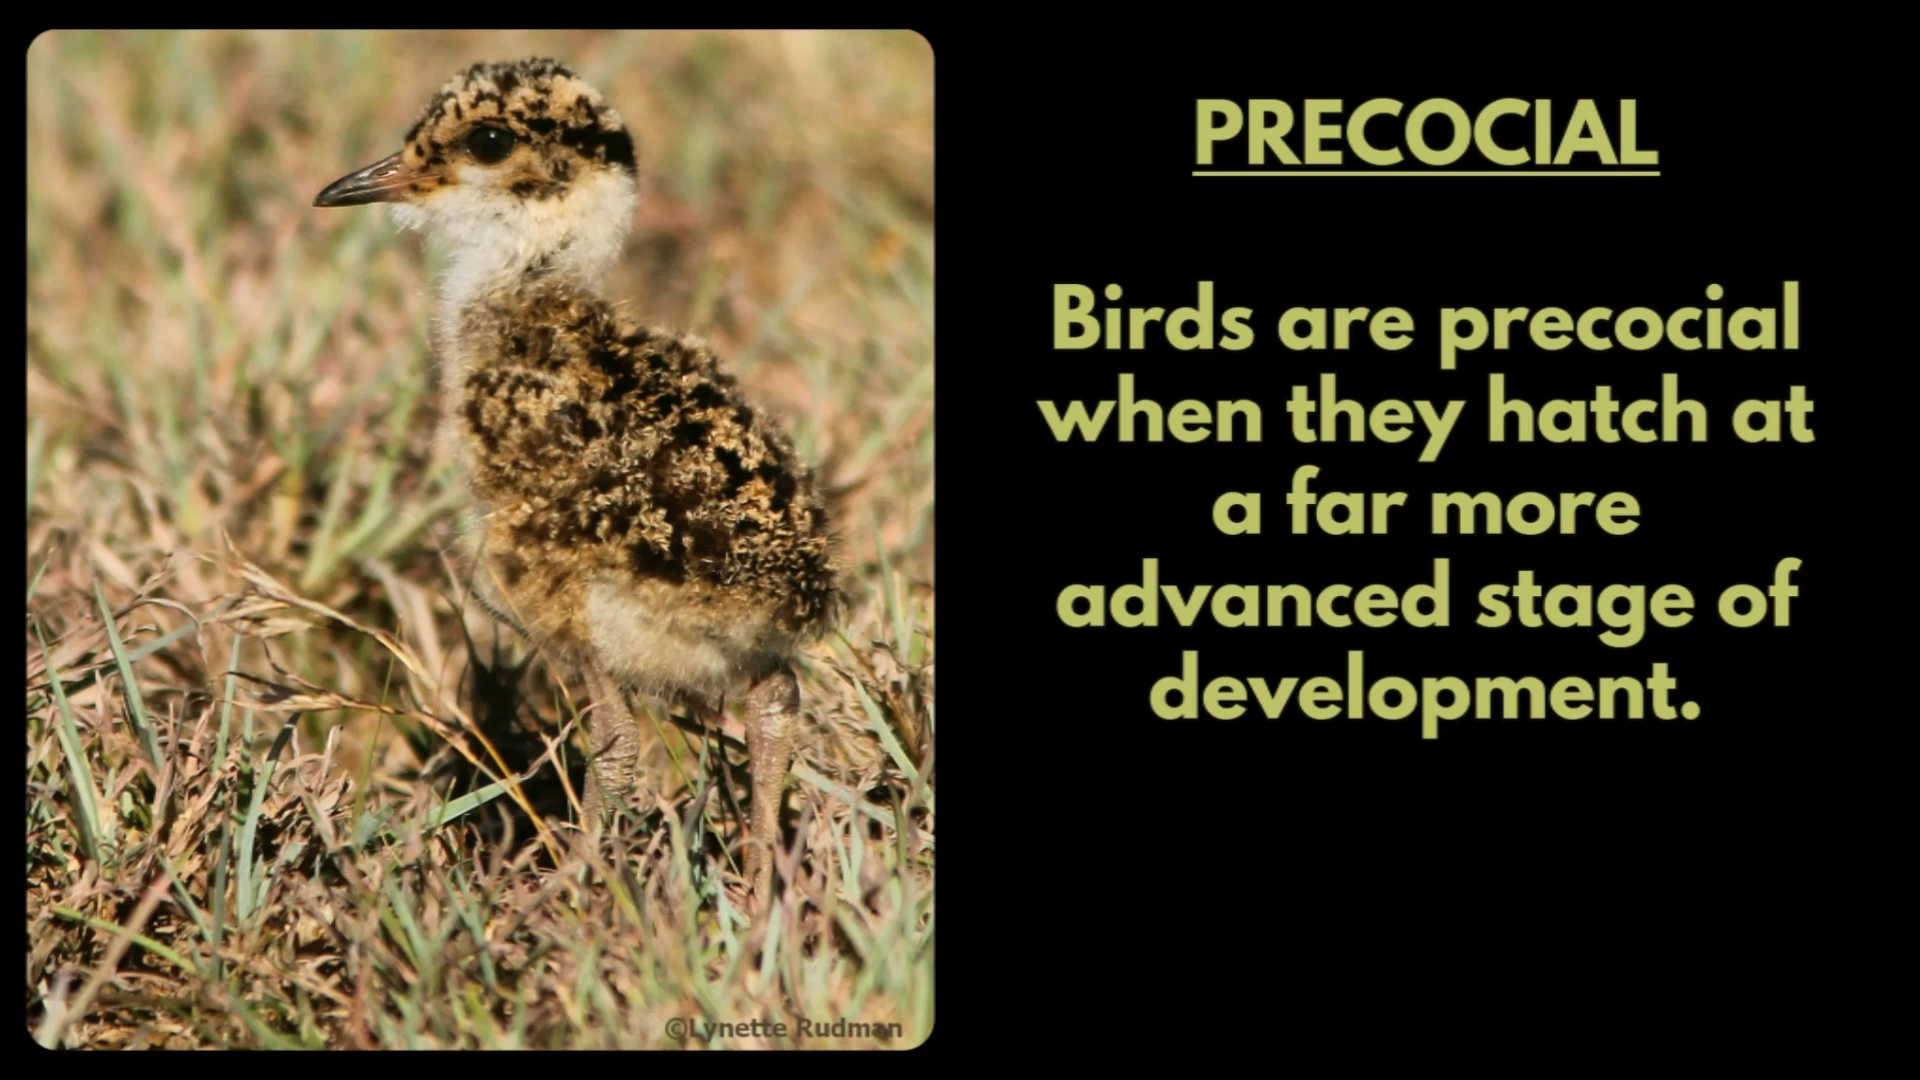 PRECOCIAL
Birds are precocial
when they hatch at
a far more
advanced stage of
development.
©Lynette Rudman